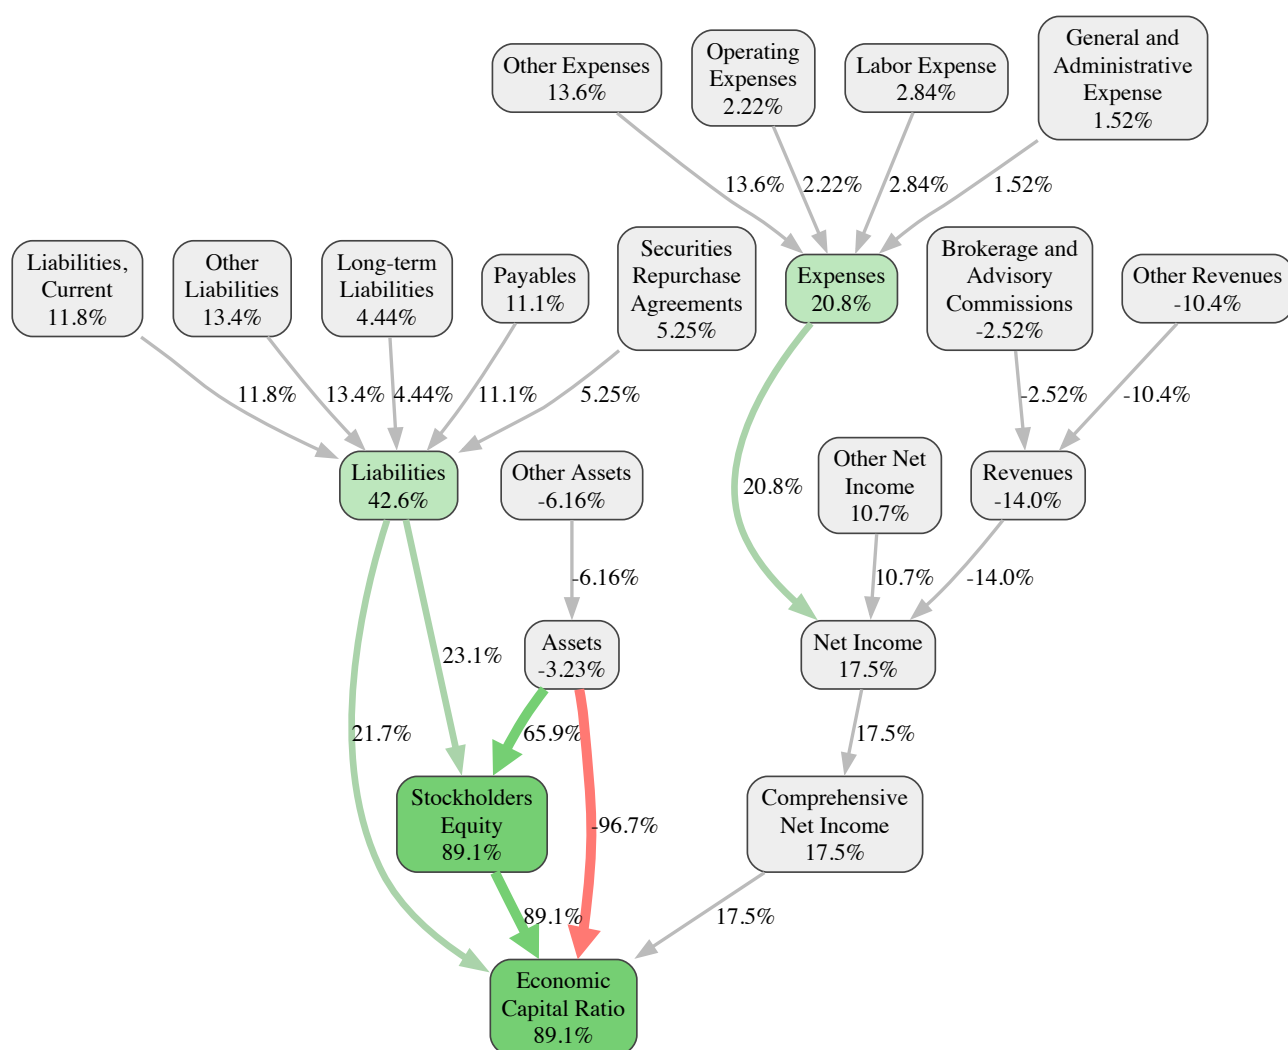 Other Expenses
13.6%
Operating
Expenses
2.22%
Labor Expense
2.84%
General and
Administrative
Expense
1.52%
13.6%
2.22%
2.84%
1.52%
Liabilities,
Current
11.8%
Other
Liabilities
13.4%
Long-term
Liabilities
4.44%
Payables
11.1%
Securities
Repurchase
Agreements
5.25%
Expenses
20.8%
Brokerage and
Advisory
Commissions
-2.52%
Other Revenues
-10.4%
11.8%
13.4%
4.44%
11.1%
5.25%
-2.52%
-10.4%
Liabilities
42.6%
Other Assets
-6.16%
20.8%
Other Net
Income
10.7%
Revenues
-14.0%
-6.16%
10.7%
-14.0%
23.1%
Assets
-3.23%
Net Income
17.5%
21.7%
65.9%
17.5%
Stockholders
Equity
89.1%
-96.7%
Comprehensive
Net Income
17.5%
89.1%
17.5%
Economic
Capital Ratio
89.1%